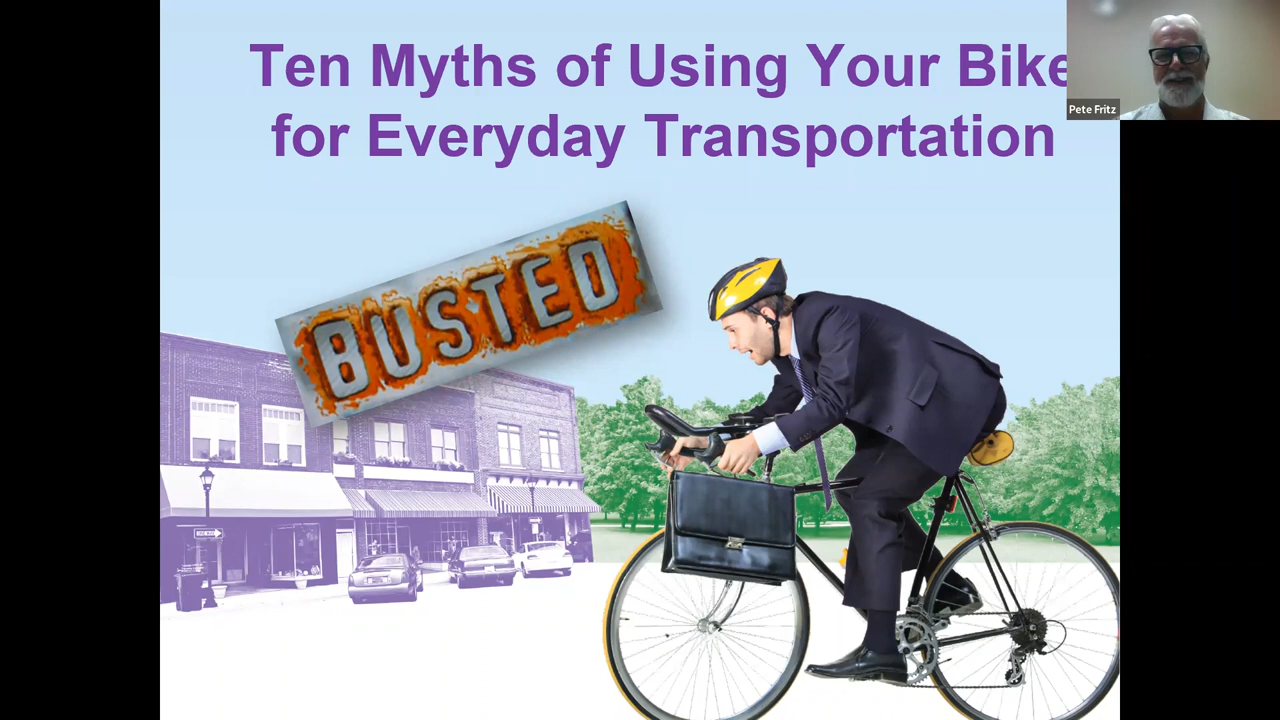 Ten Myths of Using Your Bike
for Everyday Transportation
Pete Fritz
BUSTED